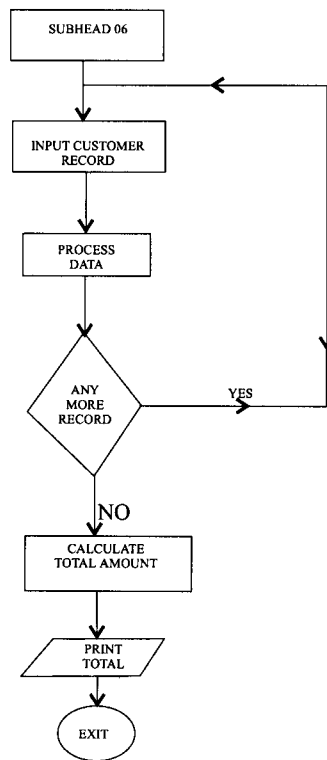 SUBHEAD 06
INPUT CUSTOMER
RECORD
PROCESS
DATA
ANY
MORE
RECORD
YES
NO
CALCULATE
TOTAL AMOUNT
PRINT
TOTAL
EXIT